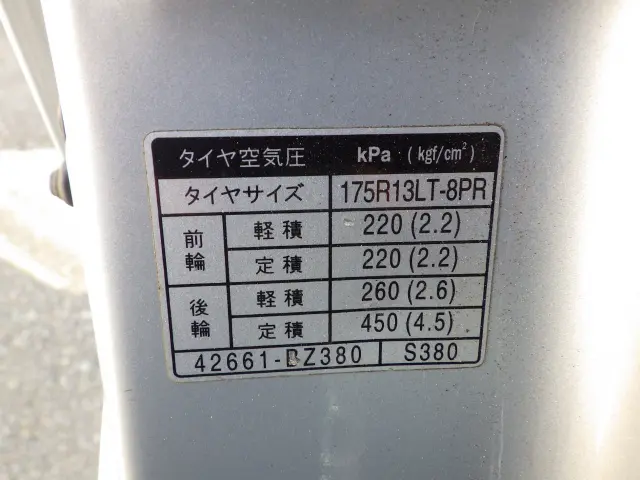 タイヤ空気圧 kPa (kgf/cm²)
タイヤサイズ 175R13LT-8PR
前輪 軽積 220 (2.2)
定積 220 (2.2)
後輪 軽積 260 (2.6)
定積 450 (4.5)
42661-BZ380 S380